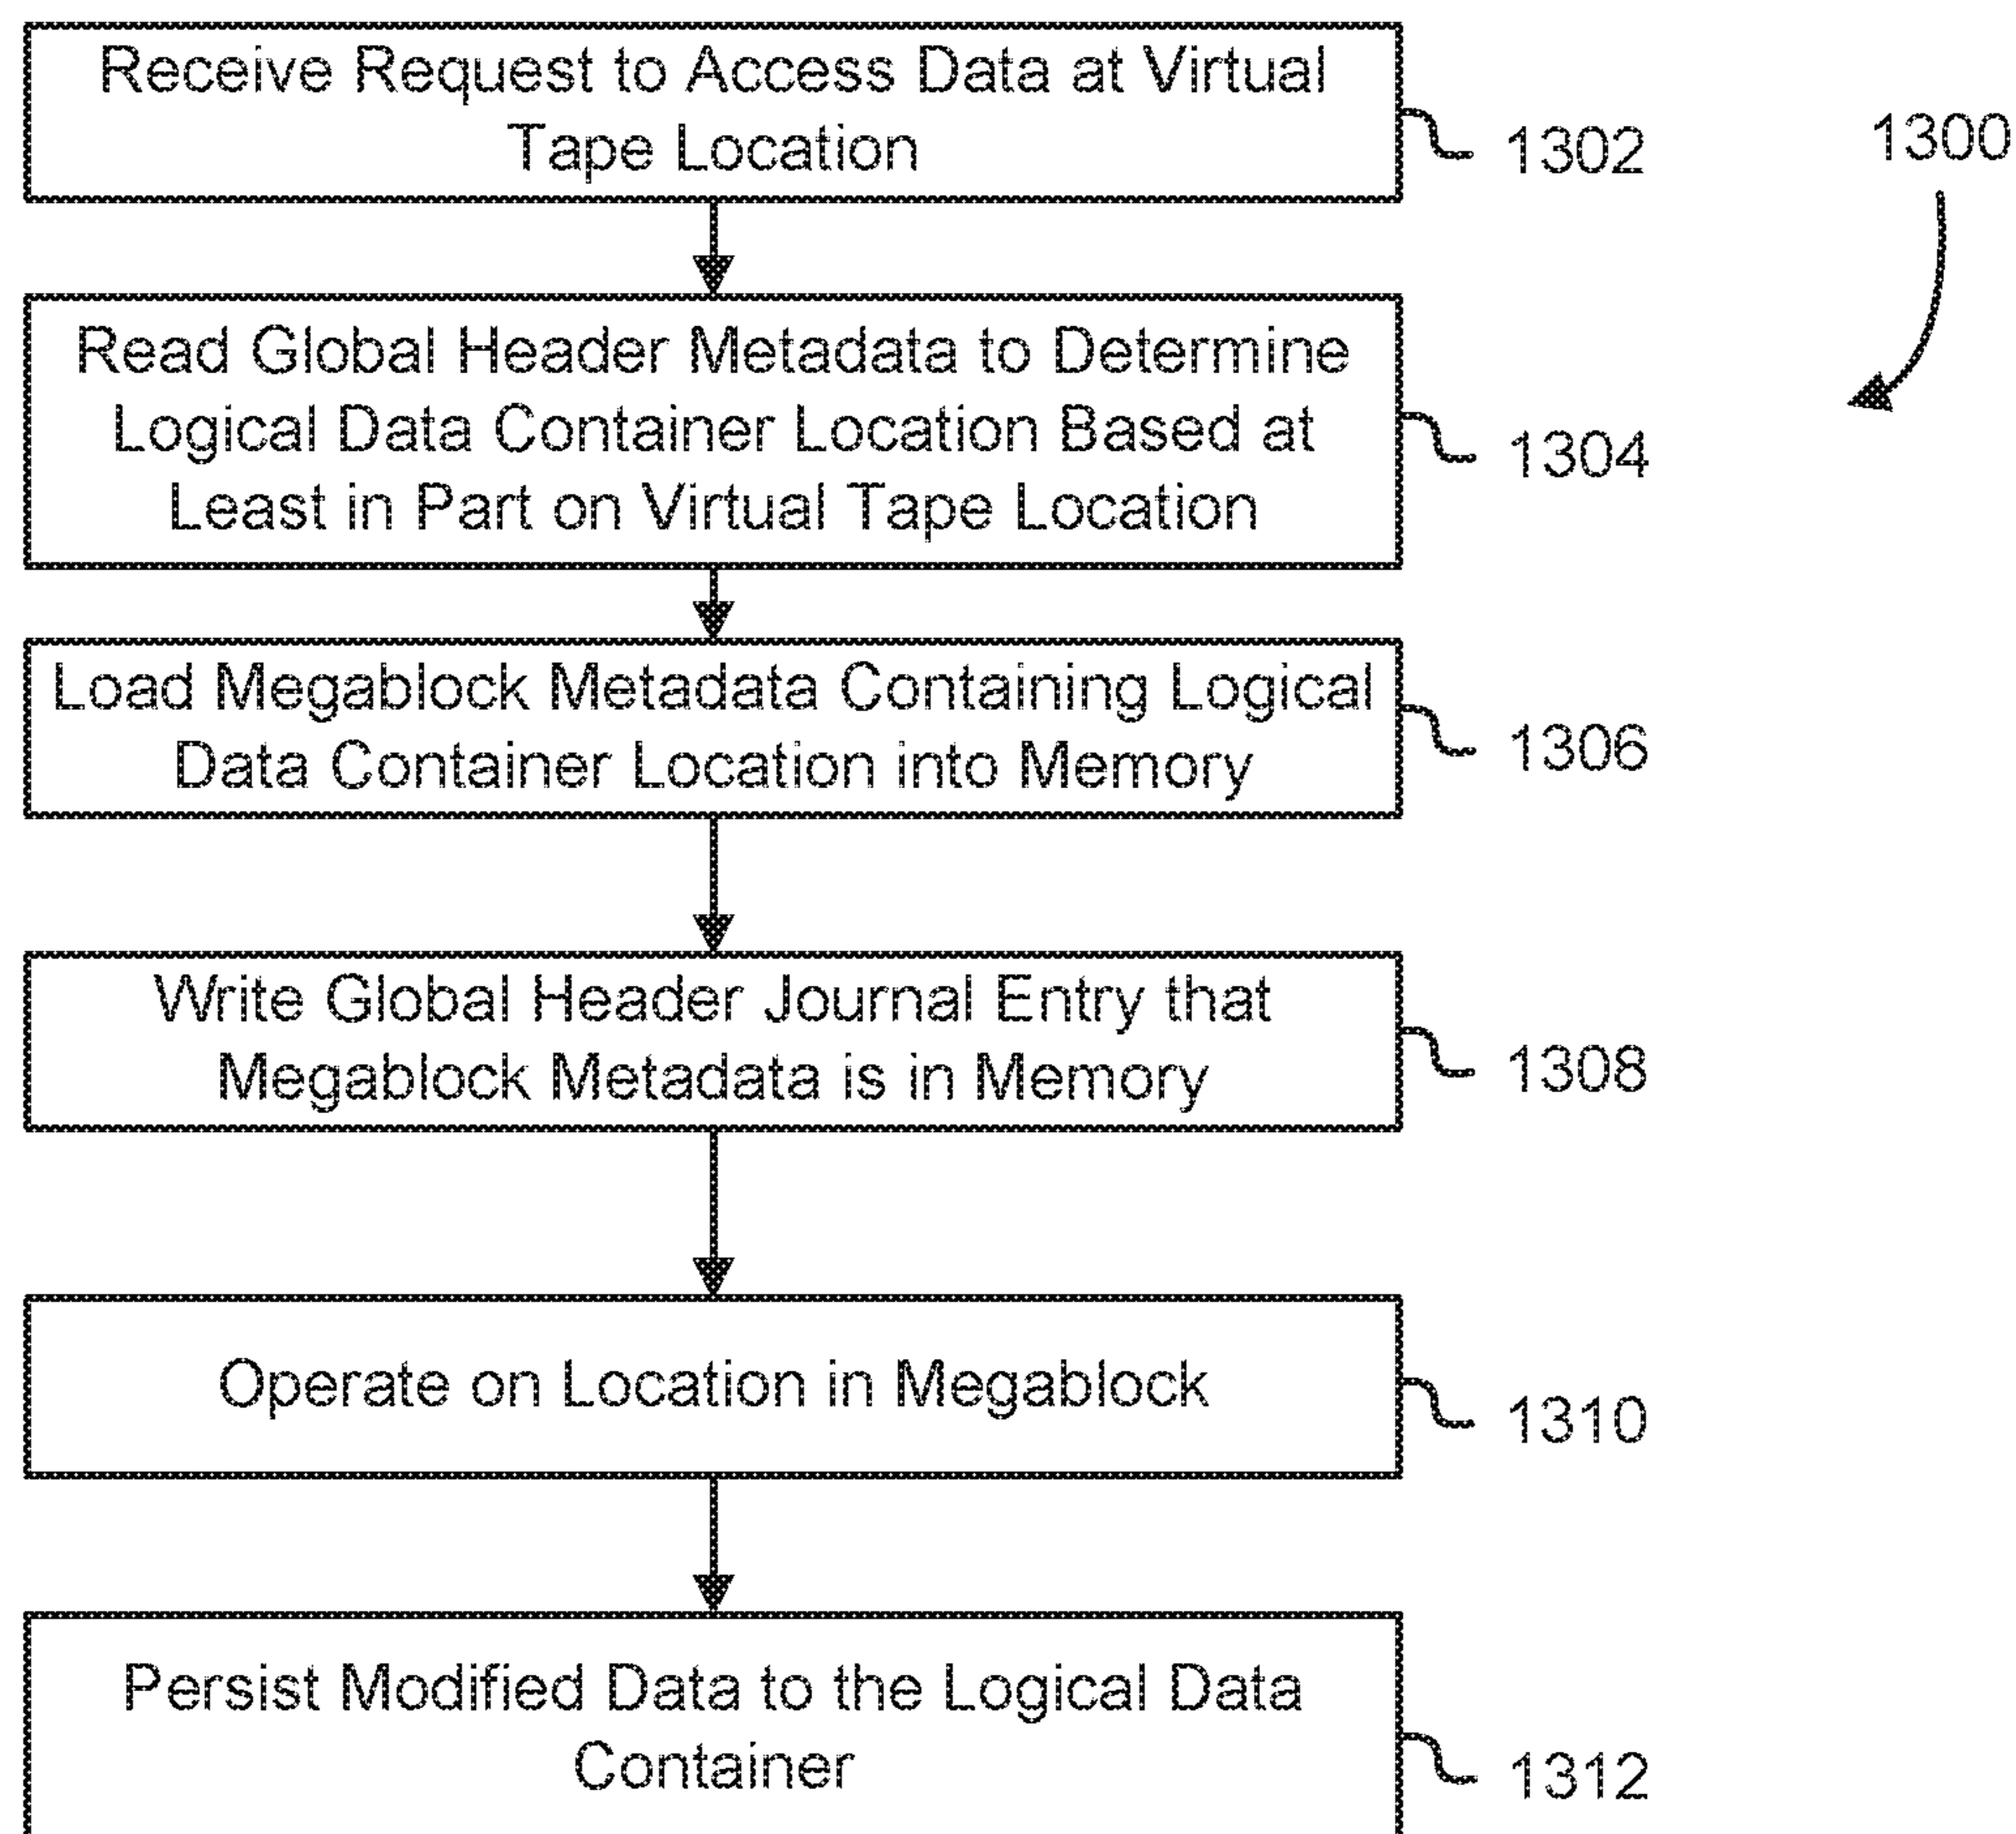 Receive Request to Access Data at Virtual
Tape Location
1302
1300
Read Global Header Metadata to Determine
Logical Data Container Location Based at
Least in Part on Virtual Tape Location
1304
Load Megablock Metadata Containing Logical
Data Container Location into Memory
1306
Write Global Header Journal Entry that
Megablock Metadata is in Memory
1308
Operate on Location in Megablock
1310
Persist Modified Data to the Logical Data
Container
1312